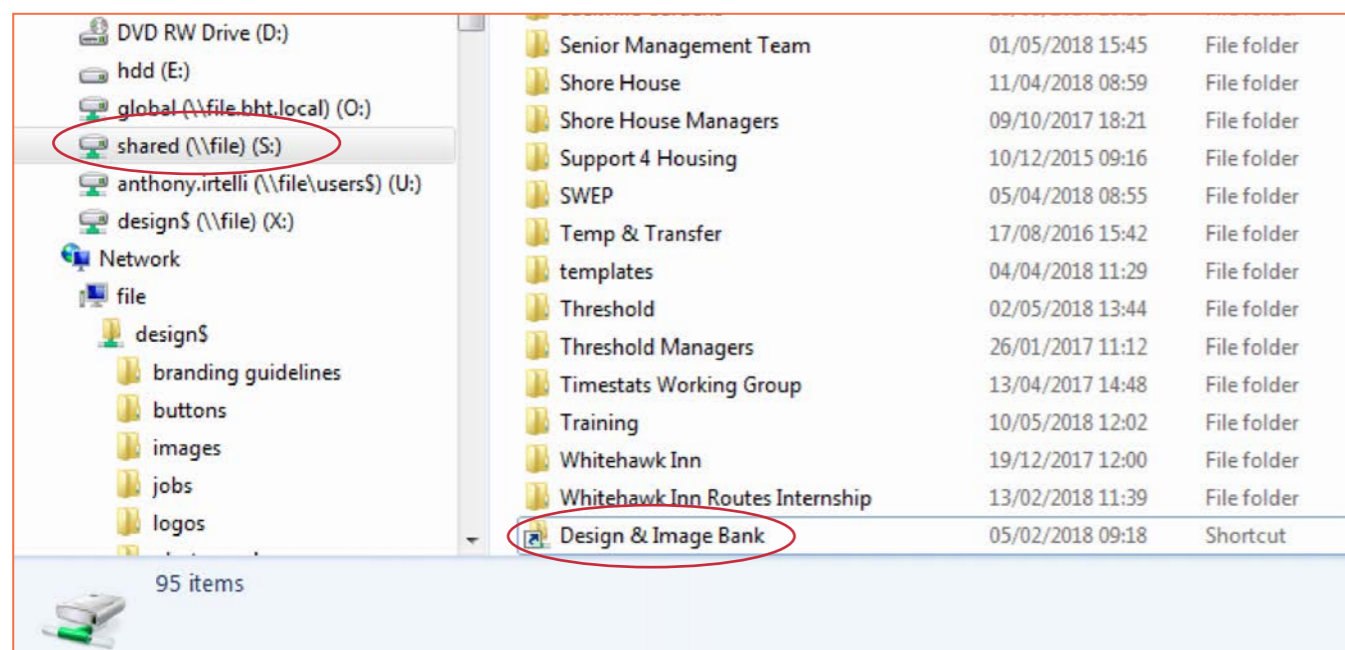 DVD RW Drive (D:)
hdd (E:)
global (\\file.bht.local) (O:)
shared (\\file) (S:)
anthony.irtelli (\\file\users$) (U:)
design$ (\\file) (X:)
Network
file
design$
branding guidelines
buttons
images
jobs
logos
Senior Management Team 01/05/2018 15:45 File folder
Shore House 11/04/2018 08:59 File folder
Shore House Managers 09/10/2017 18:21 File folder
Support 4 Housing 10/12/2015 09:16 File folder
SWEP 05/04/2018 08:55 File folder
Temp & Transfer 17/08/2016 15:42 File folder
templates 04/04/2018 11:29 File folder
Threshold 02/05/2018 13:44 File folder
Threshold Managers 26/01/2017 11:12 File folder
Timestats Working Group 13/04/2017 14:48 File folder
Training 10/05/2018 12:02 File folder
Whitehawk Inn 19/12/2017 12:00 File folder
Whitehawk Inn Routes Internship 13/02/2018 11:39 File folder
Design & Image Bank 05/02/2018 09:18 Shortcut
95 items